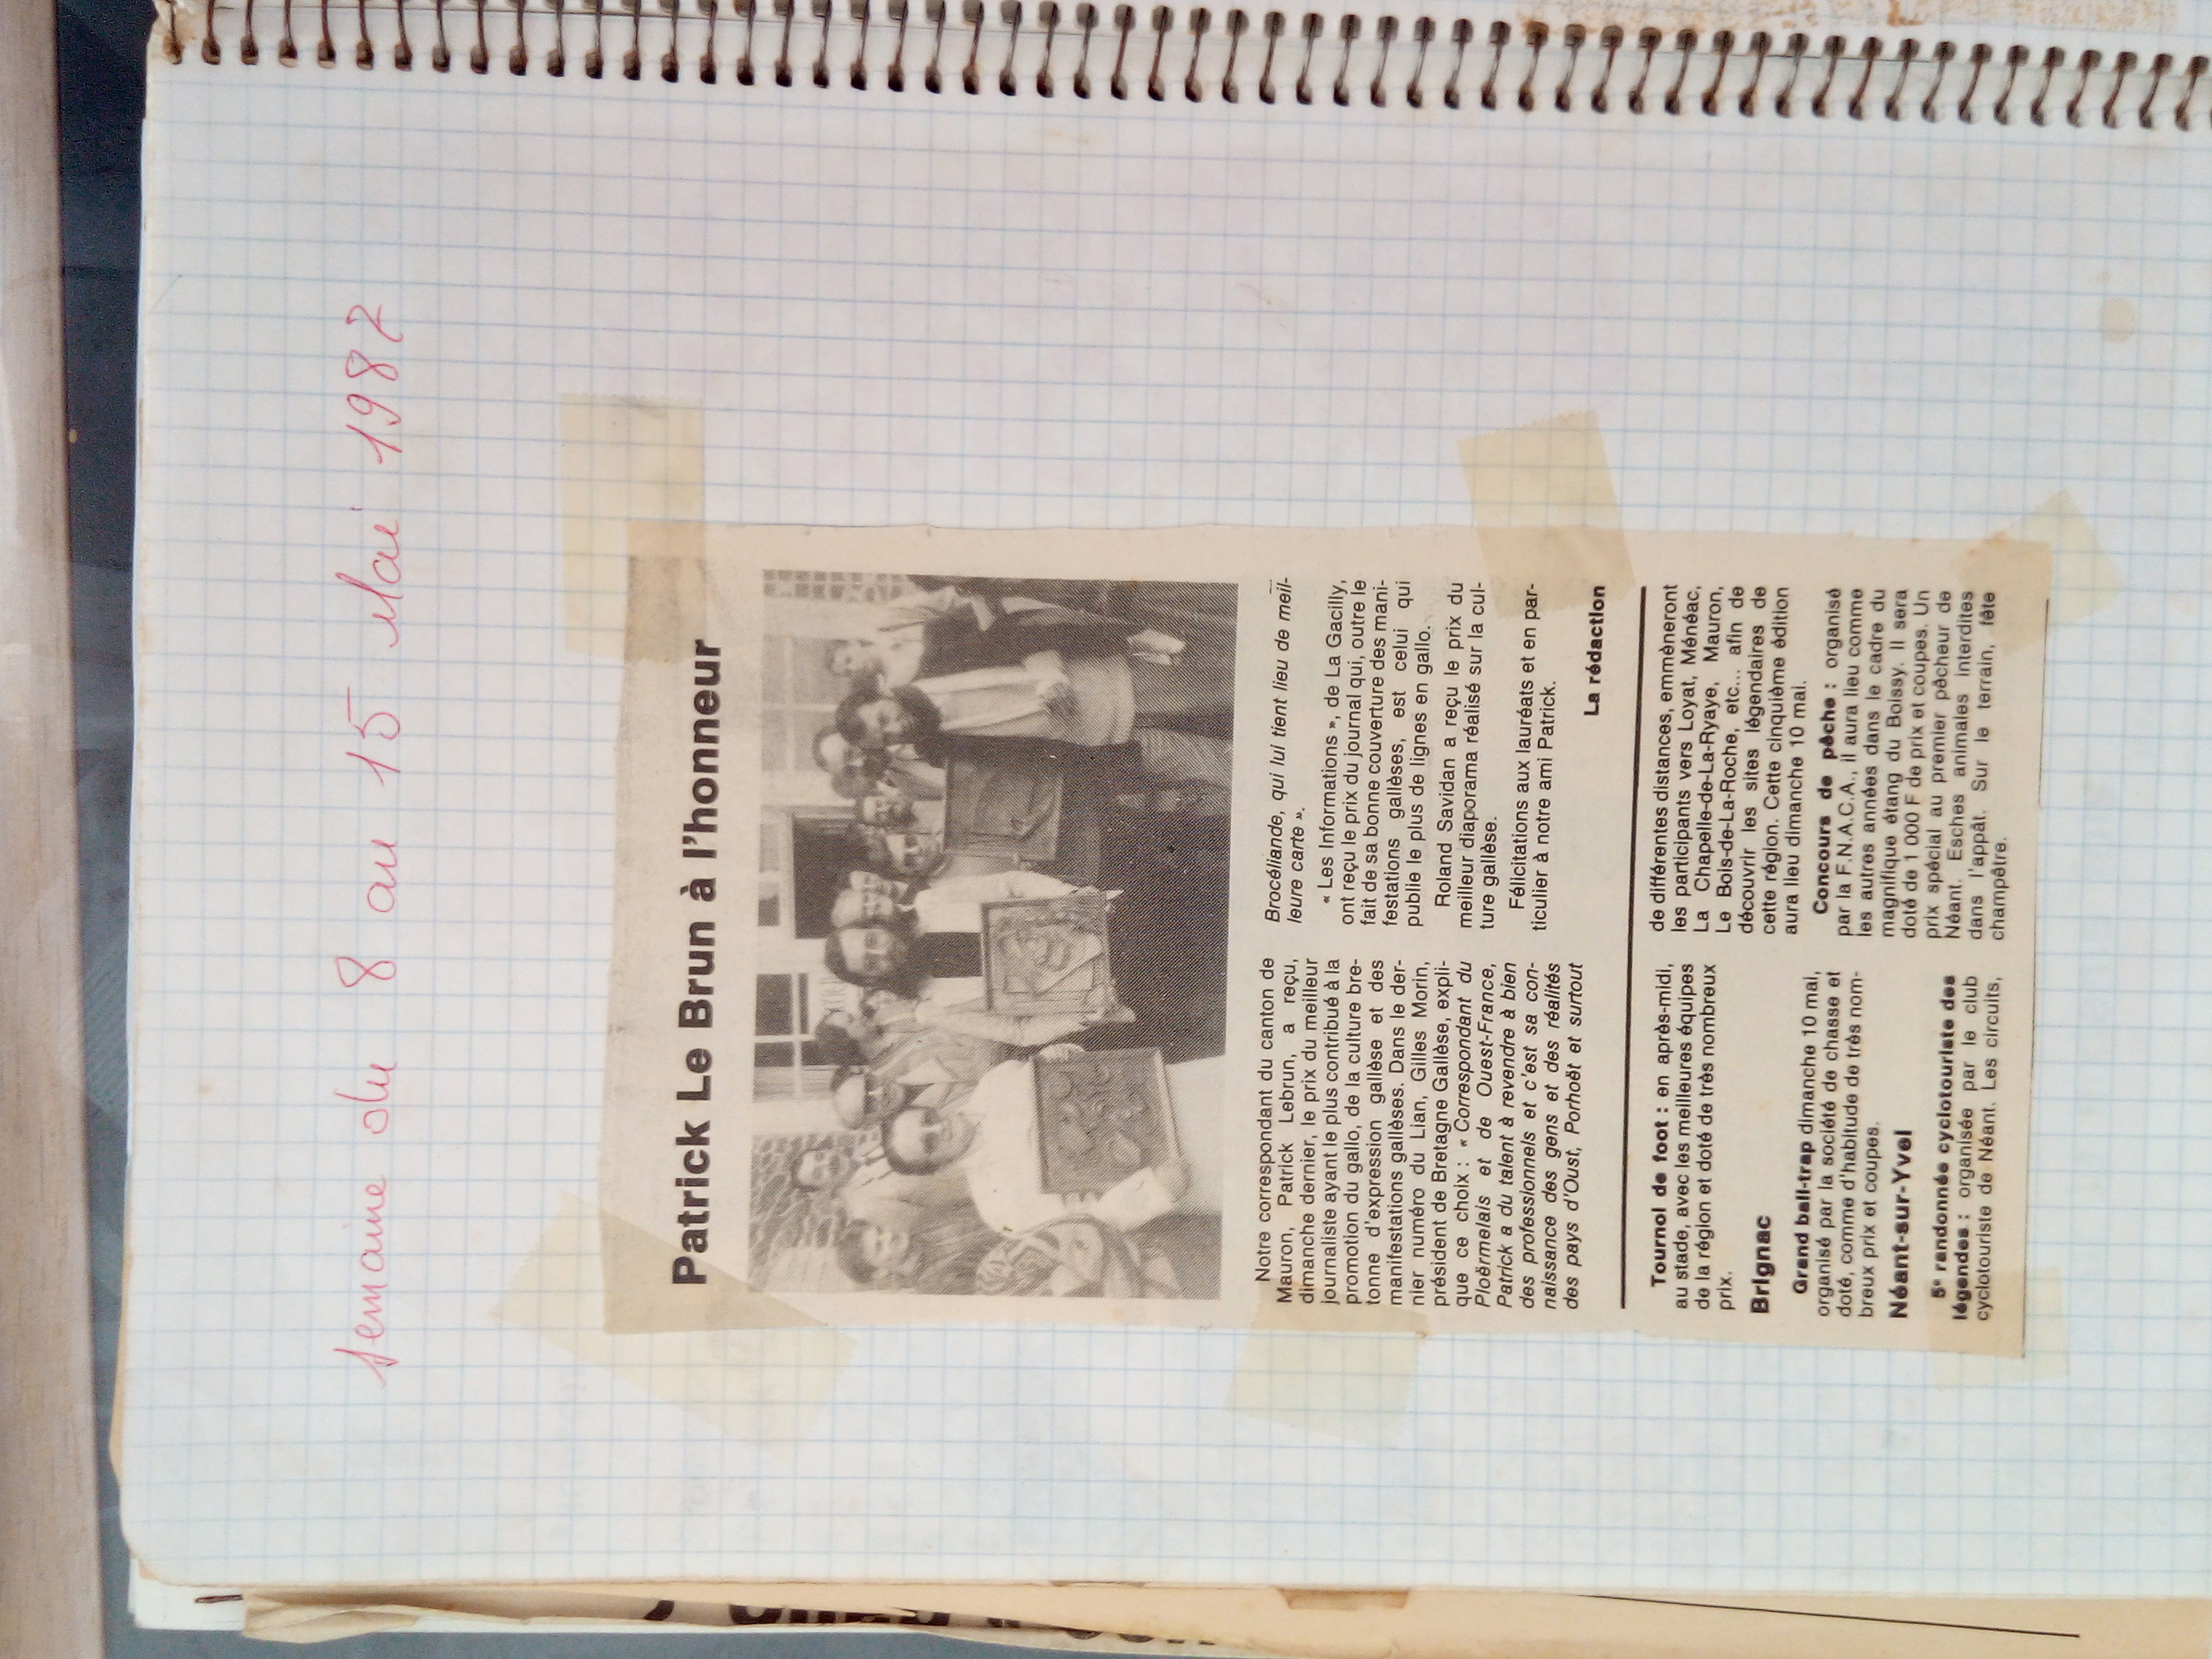 semaine du 8 au 15 Mai 1982
Patrick Le Brun à l'honneur
Notre correspondant du canton de
Mauron, Patrick Lebrun, a reçu,
dimanche dernier, le prix du meilleur
journaliste ayant le plus contribué à la
promotion du gallo, de la culture bre-
tonne d'expression gallèse et des
manifestations gallèses. Dans le der-
nier numéro du Lian, Gilles Morin,
président de Bretagne Gallèse, expli-
que ce choix : « Correspondant du
Ploërmelais et de Ouest-France,
Patrick a du talent à revendre à bien
des professionnels et c'est sa con-
naissance des gens et des réalités
des pays d'Oust, Porhoët et surtout
Brocéliande, qui lui tient lieu de meil-
leure carte ».
« Les Informations », de La Gacilly,
ont reçu le prix du journal qui, outre le
fait de sa bonne couverture des mani-
festations gallèses, est celui qui
publie le plus de lignes en gallo.
Roland Savidan a reçu le prix du
meilleur diaporama réalisé sur la cul-
ture gallèse.
Félicitations aux lauréats et en par-
ticulier à notre ami Patrick.
La rédaction
Tournoi de foot : en après-midi,
au stade, avec les meilleures équipes
de la région et doté de très nombreux
prix.
Brignac
Grand ball-trap dimanche 10 mai,
organisé par la société de chasse et
doté, comme d'habitude de très nom-
breux prix et coupes.
Néant-sur-Yvel
5e randonnée cyclotouriste des
légendes : organisée par le club
cyclotouriste de Néant. Les circuits,
de différentes distances, emmèneront
les participants vers Loyat, Ménéac,
La Chapelle-de-La-Ryaye, Mauron,
Le Bois-de-La-Roche, etc... afin de
découvrir les sites légendaires de
cette région. Cette cinquième édition
aura lieu dimanche 10 mai.
Concours de pêche : organisé
par la F.N.A.C.A., il aura lieu comme
les autres années dans le cadre du
magnifique étang du Boissy. Il sera
doté de 1 000 F de prix et coupes. Un
prix spécial au premier pêcheur de
Néant. Esches animales interdites
dans l'appât. Sur le terrain, fête
champêtre.